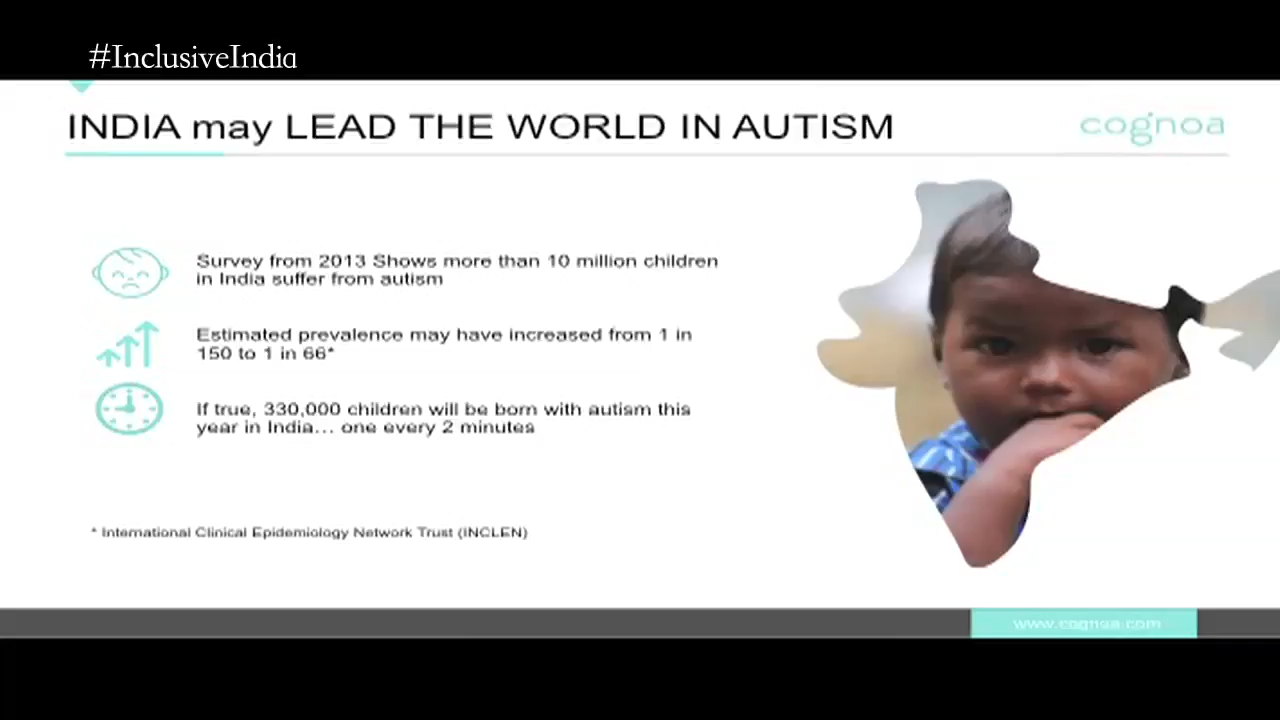 #InclusiveIndia
INDIA may LEAD THE WORLD IN AUTISM
cognoa
Survey from 2013 Shows more than 10 million children
in India suffer from autism
Estimated prevalence may have increased from 1 in
150 to 1 in 66*
If true, 330,000 children will be born with autism this
year in India... one every 2 minutes
* International Clinical Epidemiology Network Trust (INCLEN)
www.cognoa.com